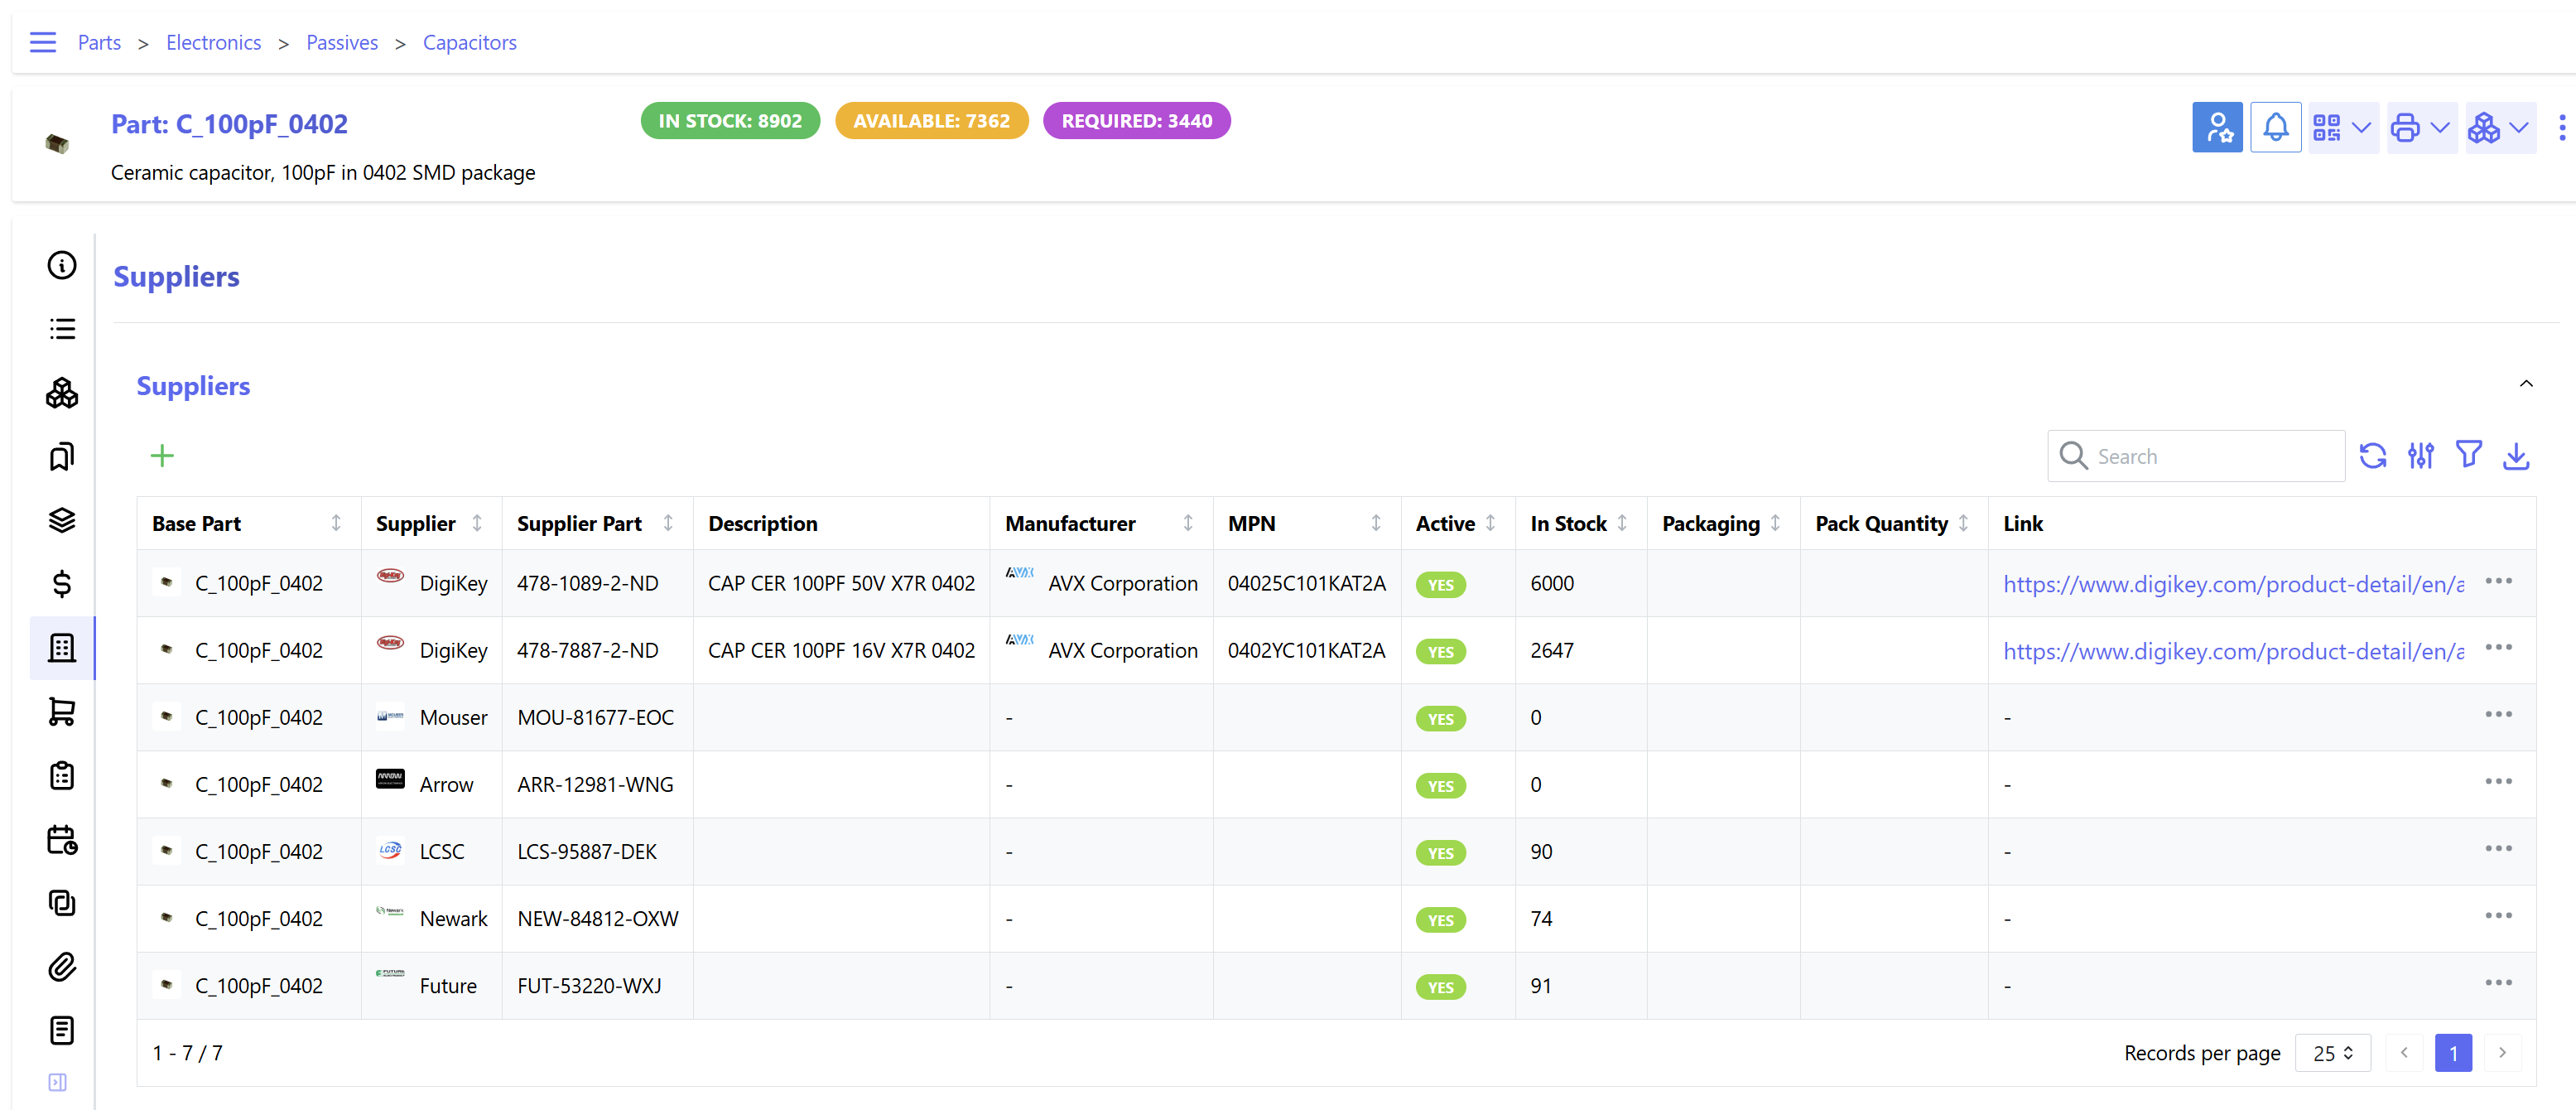 Parts > Electronics > Passives > Capacitors
Part: C_100pF_0402 IN STOCK: 8902 AVAILABLE: 7362 REQUIRED: 3440
Ceramic capacitor, 100pF in 0402 SMD package
Suppliers
Suppliers
Search
Base Part Supplier Supplier Part Description Manufacturer MPN Active In Stock Packaging Pack Quantity Link
C_100pF_0402 DigiKey 478-1089-2-ND CAP CER 100PF 50V X7R 0402 AVX Corporation 04025C101KAT2A YES 6000 https://www.digikey.com/product-detail/en/a
C_100pF_0402 DigiKey 478-7887-2-ND CAP CER 100PF 16V X7R 0402 AVX Corporation 0402YC101KAT2A YES 2647 https://www.digikey.com/product-detail/en/a
C_100pF_0402 Mouser MOU-81677-EOC - YES 0 -
C_100pF_0402 Arrow ARR-12981-WNG - YES 0 -
C_100pF_0402 LCSC LCSC LCS-95887-DEK - YES 90 -
C_100pF_0402 Newark NEW-84812-OXW - YES 74 -
C_100pF_0402 Future FUT-53220-WXJ - YES 91 -
1 - 7 / 7 Records per page 25 < 1 >